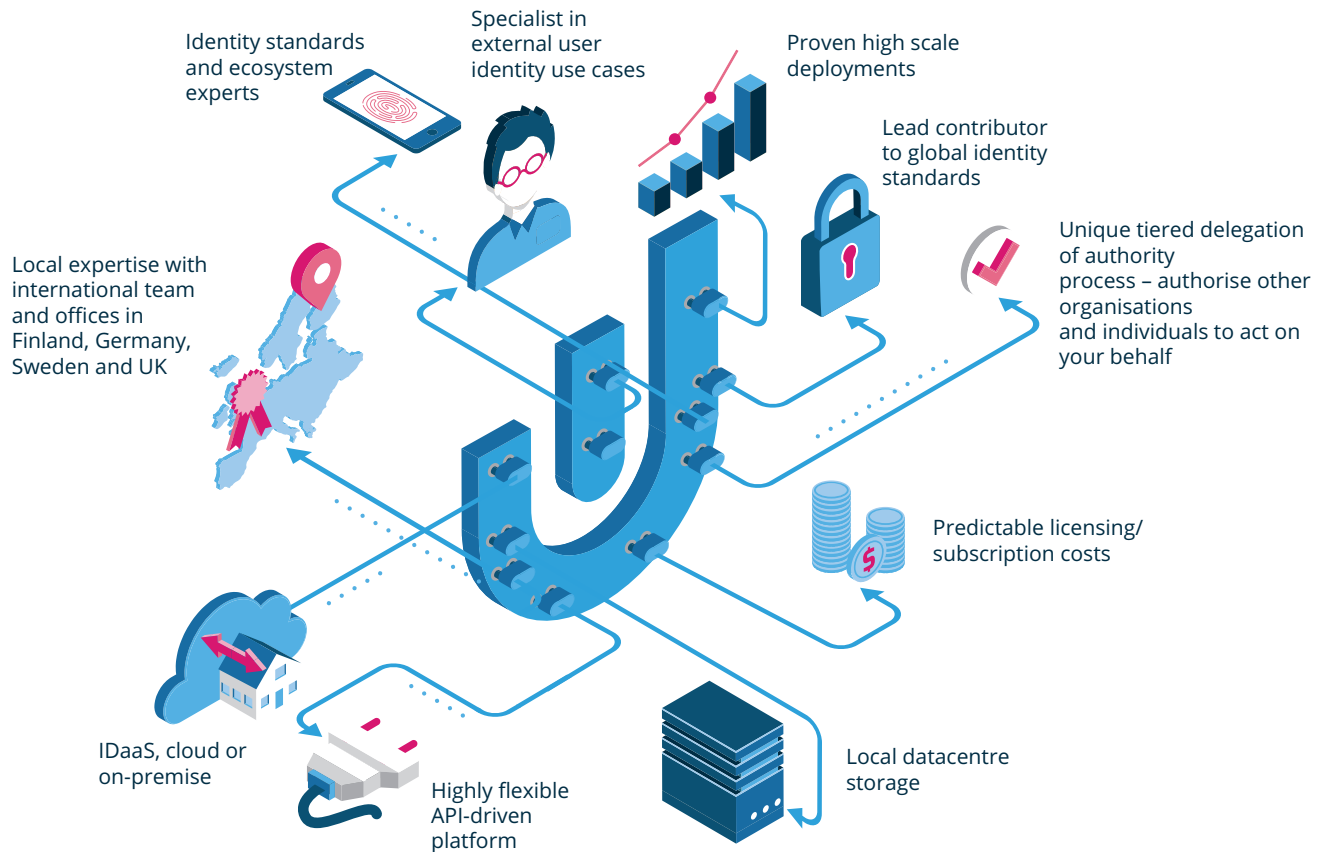 Identity standards
and ecosystem
experts
Specialist in
external user
identity use cases
Proven high scale
deployments
Lead contributor
to global identity
standards
Unique tiered delegation
of authority
process – authorise other
organisations
and individuals to act on
your behalf
Local expertise with
international team
and offices in
Finland, Germany,
Sweden and UK
$
Predictable licensing/
subscription costs
IDaaS, cloud or
on-premise
Highly flexible
API-driven
platform
Local datacentre
storage